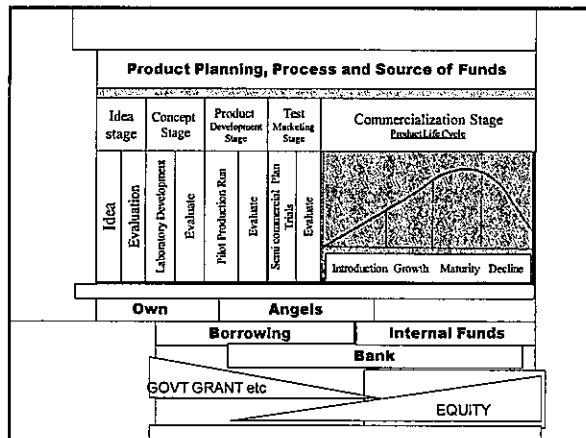 Product Planning, Process and Source of Funds
Idea
stage
Concept
Stage
Product
Development
Stage
Test
Marketing
Stage
Commercialization Stage
Product Life Cycle
Idea
Evaluation
Laboratory Development
Evaluate
Pilot Production Run
Evaluate
Semi commercial Plan
Trials
Evaluate
Introduction Growth Maturity Decline
Own
Angels
Borrowing
Internal Funds
Bank
GOVT GRANT etc
EQUITY